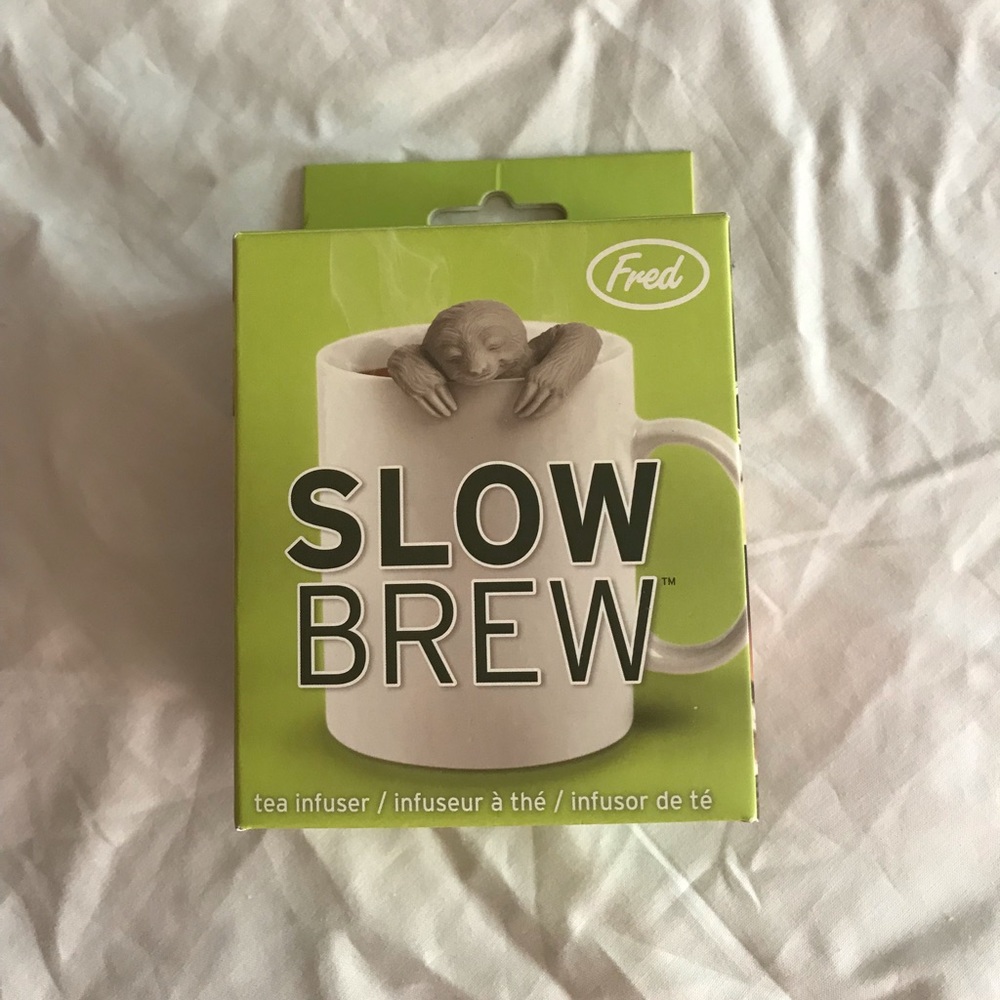 Fred
SLOW
BREW™
tea infuser / infuseur à thé / infusor de té